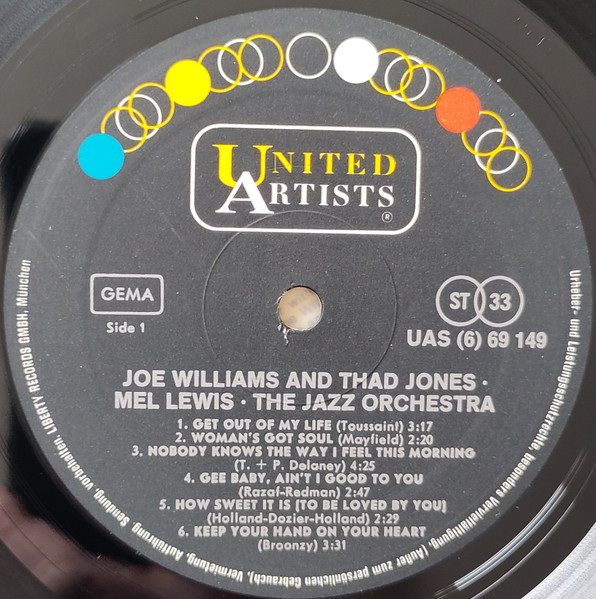 UNITED
ARTISTS
®
GEMA
Side 1
ST 33
UAS (6) 69 149
JOE WILLIAMS AND THAD JONES ·
MEL LEWIS · THE JAZZ ORCHESTRA
1. GET OUT OF MY LIFE (Toussaint) 3:17
2. WOMAN'S GOT SOUL (Mayfield) 2:20
3. NOBODY KNOWS THE WAY I FEEL THIS MORNING
(T. + P. Delaney) 4:25
4. GEE BABY, AIN'T I GOOD TO YOU
(Razaf-Redman) 2:47
5. HOW SWEET IT IS [TO BE LOVED BY YOU]
(Holland-Dozier-Holland) 2:29
6. KEEP YOUR HAND ON YOUR HEART
(Broonzy) 3:31
Urheber- und Leistungsschutzrechte, besonders Vervielfältigung, (Außer zum persönlichen Gebrauch), Vermietung, Aufführung, Sendung, vorbehalten. LIBERTY RECORDS GMBH, München